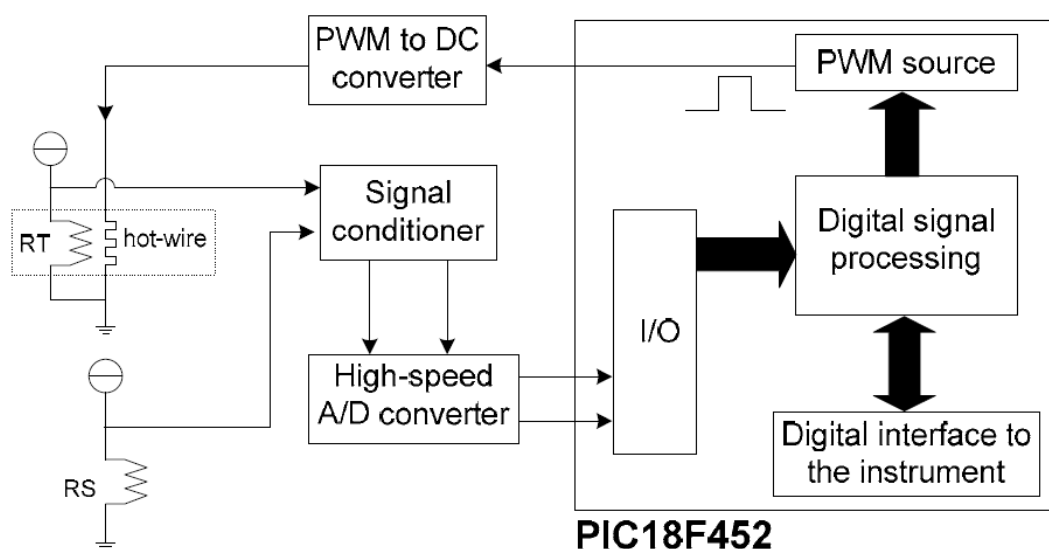 PWM to DC
converter
PWM source
Signal
conditioner
RT
hot-wire
Digital signal
processing
I/O
High-speed
A/D converter
Digital interface to
the instrument
RS
PIC18F452